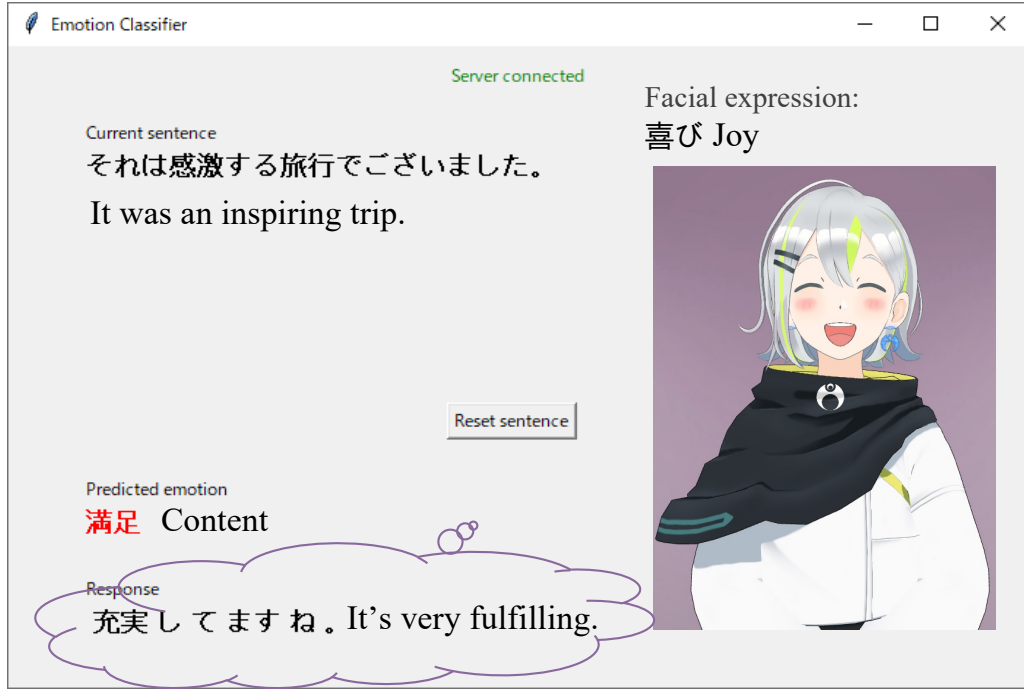 Emotion Classifier
Server connected
Facial expression:
喜び Joy
Current sentence
それは感激する旅行でございました。
It was an inspiring trip.
Reset sentence
Predicted emotion
満足 Content
Response
充実 し て ます ね 。It’s very fulfilling.